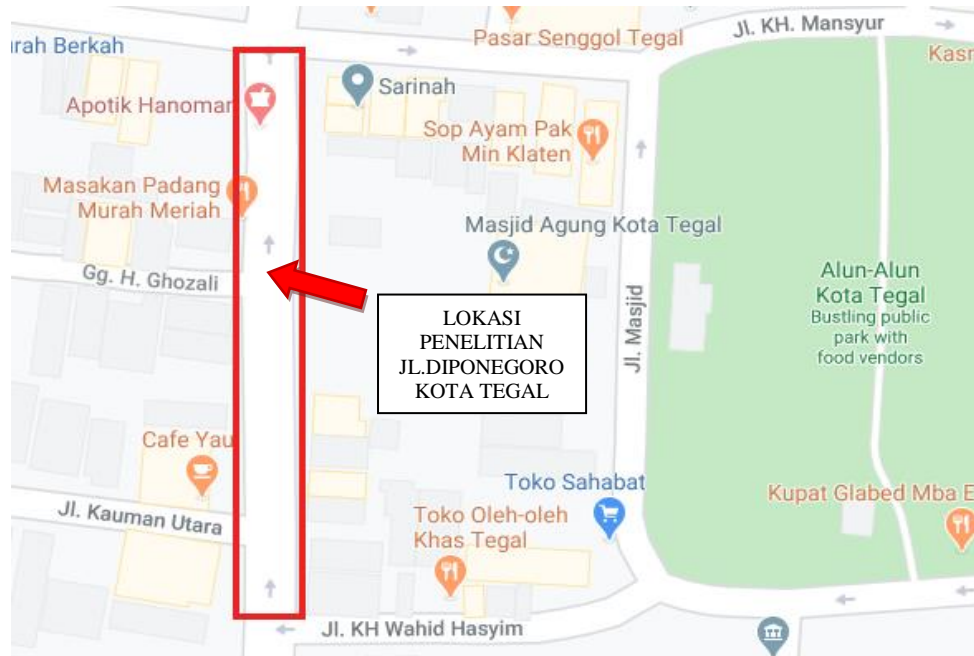 Jl. KH. Mansyur
Pasar Senggol Tegal
rah Berkah
Kasr
Sarinah
Apotik Hanoman
Sop Ayam Pak
Min Klaten
Masakan Padang
Murah Meriah
Masjid Agung Kota Tegal
Gg. H. Ghozali
Alun-Alun
Kota Tegal
Bustling public
park with
food vendors
LOKASI
PENELITIAN
JL.DIPONEGORO
KOTA TEGAL
Jl. Masjid
Cafe Yau
Toko Sahabat
Kupat Glabed Mba E
Jl. Kauman Utara
Toko Oleh-oleh
Khas Tegal
Jl. KH Wahid Hasyim